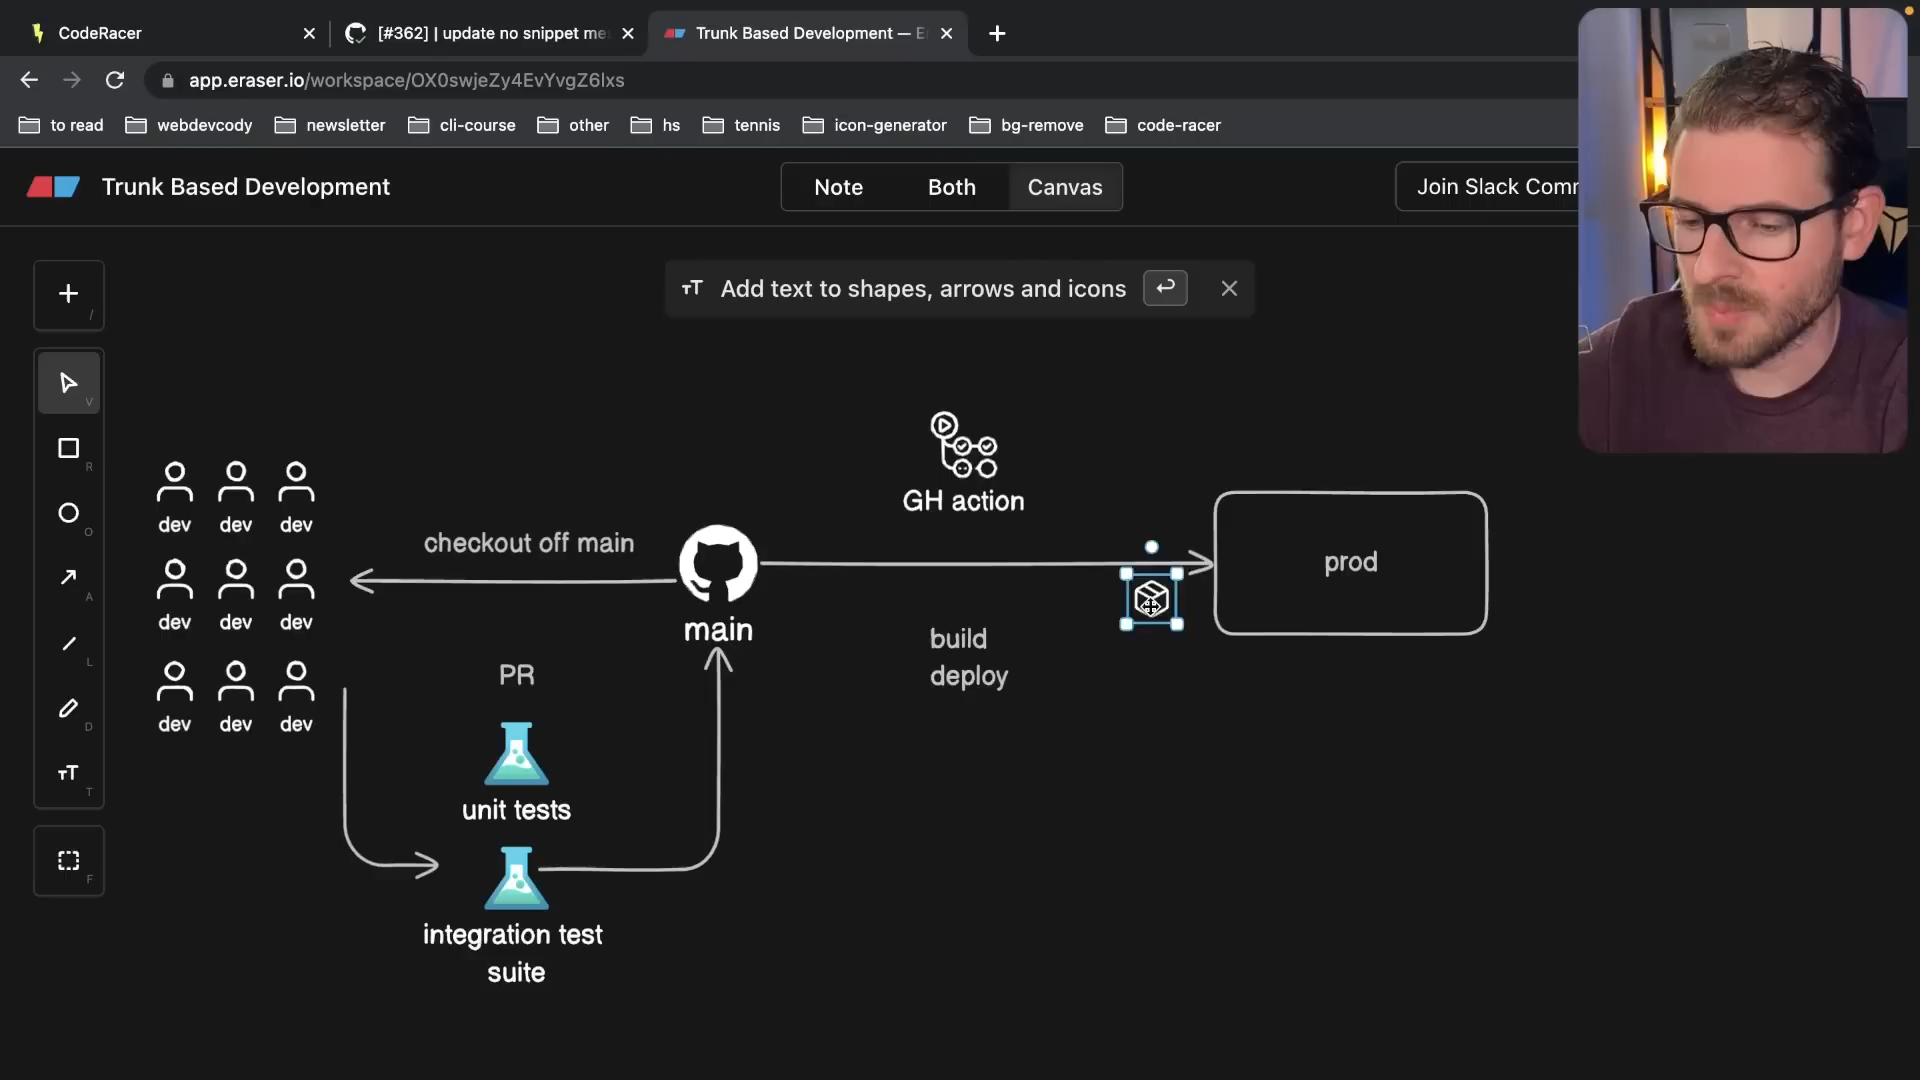 CodeRacer
[#362] | update no snippet me
Trunk Based Development — E
app.eraser.io/workspace/OX0swjeZy4EvYvgZ6lxs
to read
webdevcody
newsletter
cli-course
other
hs
tennis
icon-generator
bg-remove
code-racer
Trunk Based Development
Note
Both
Canvas
Join Slack Comm
TT Add text to shapes, arrows and icons
/
V
R
O
A
L
D
TT
T
F
GH action
dev dev dev
checkout off main
prod
dev dev dev
main
build
deploy
PR
dev dev dev
unit tests
integration test
suite